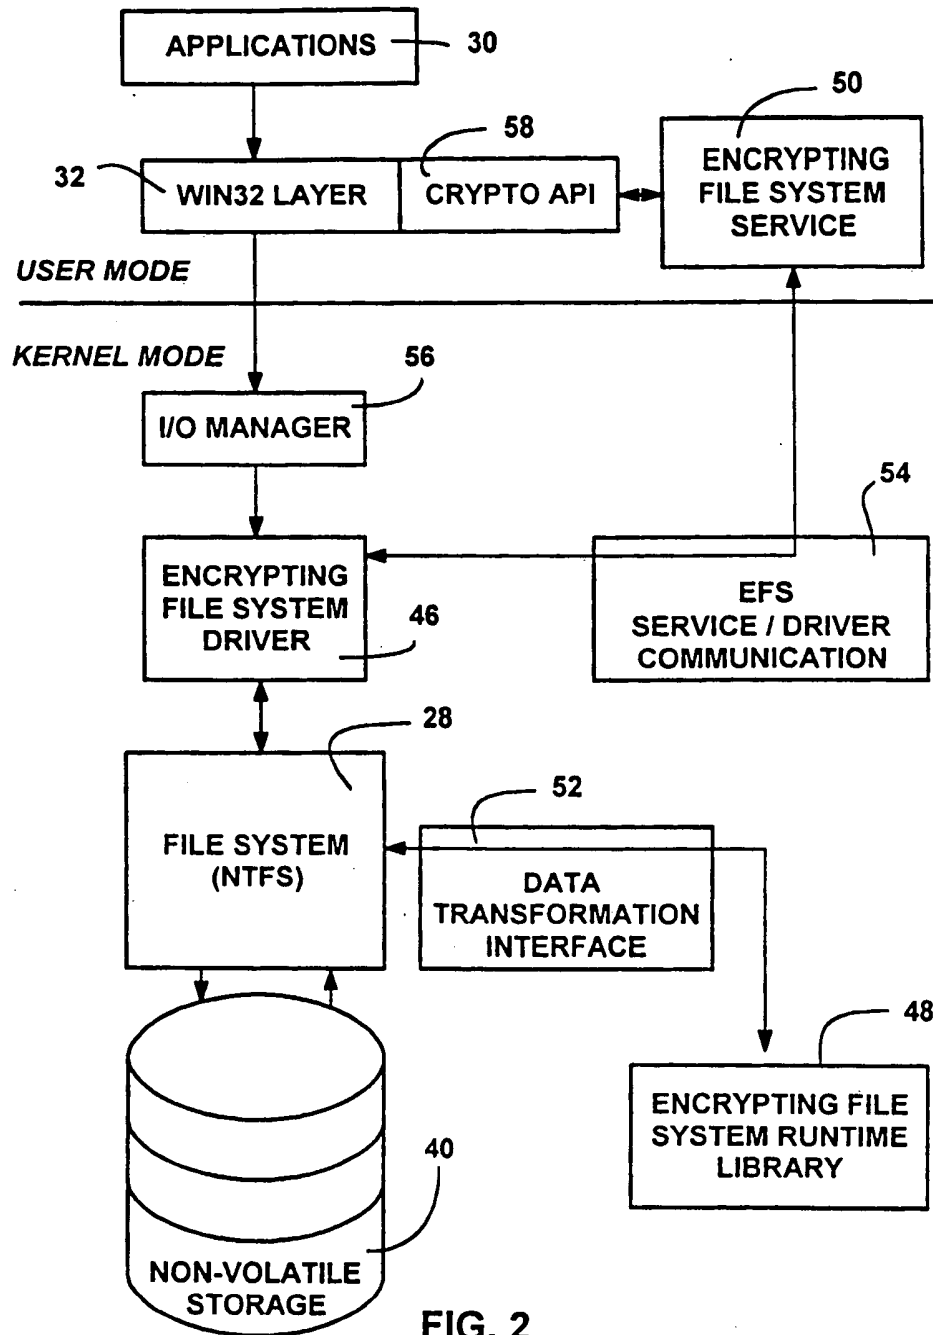 APPLICATIONS
30
50
58
32
WIN32 LAYER
CRYPTO API
ENCRYPTING
FILE SYSTEM
SERVICE
USER MODE
KERNEL MODE
56
I/O MANAGER
54
ENCRYPTING
FILE SYSTEM
DRIVER
46
EFS
SERVICE / DRIVER
COMMUNICATION
28
FILE SYSTEM
(NTFS)
52
DATA
TRANSFORMATION
INTERFACE
48
ENCRYPTING FILE
SYSTEM RUNTIME
LIBRARY
40
NON-VOLATILE
STORAGE
FIG. 2